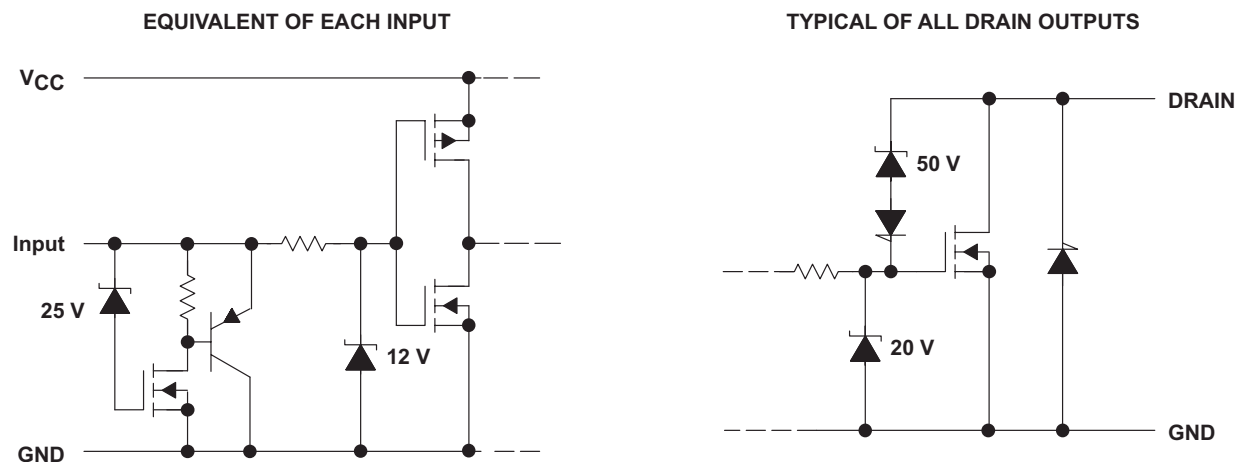 EQUIVALENT OF EACH INPUT
VCC
Input
25 V
12 V
GND
TYPICAL OF ALL DRAIN OUTPUTS
DRAIN
50 V
20 V
GND